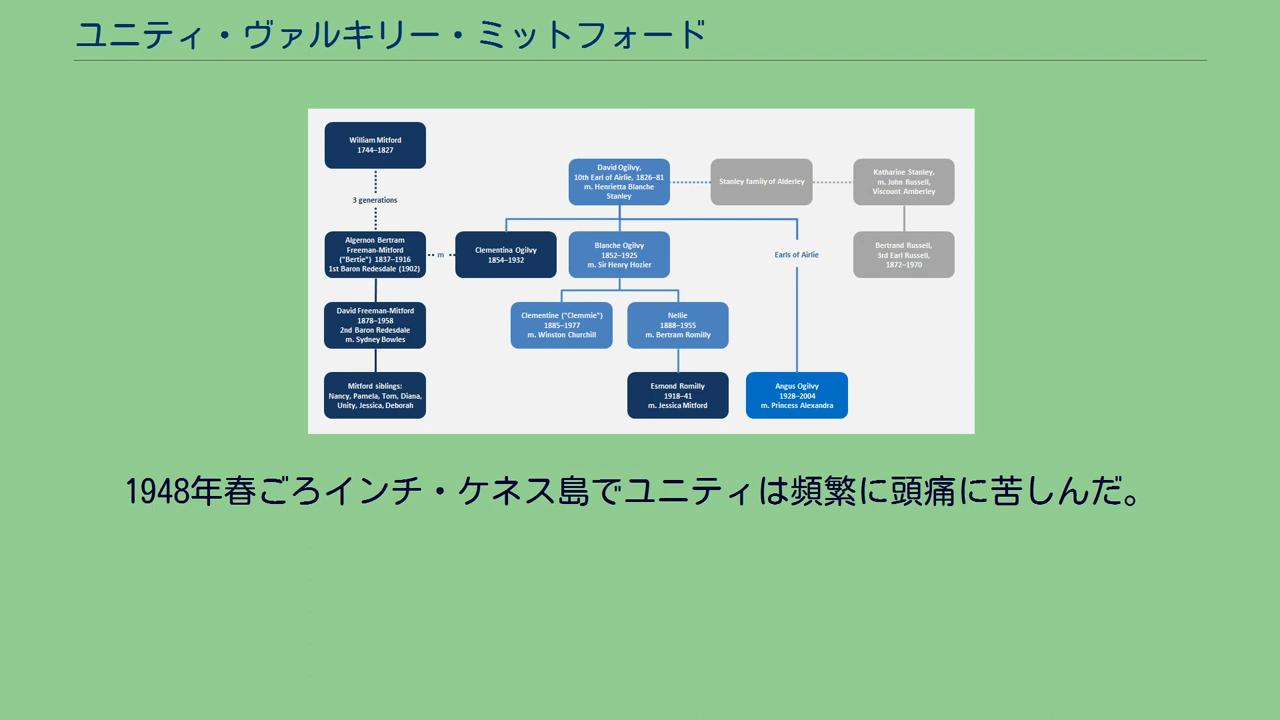 ユニティ・ヴァルキリー・ミットフォード
William Mitford
1744–1827
3 generations
Algernon Bertram
Freeman-Mitford
("Bertie") 1837–1916
1st Baron Redesdale (1902)
m
Clementina Ogilvy
1854–1932
David Freeman-Mitford
1878–1958
2nd Baron Redesdale
m. Sydney Bowles
Mitford siblings:
Nancy, Pamela, Tom, Diana,
Unity, Jessica, Deborah
David Ogilvy,
10th Earl of Airlie, 1826–81
m. Henrietta Blanche
Stanley
Stanley family of Alderley
Katharine Stanley,
m. John Russell,
Viscount Amberley
Blanche Ogilvy
1852–1925
m. Sir Henry Hozier
Earls of Airlie
Bertrand Russell,
3rd Earl Russell,
1872–1970
Clementine ("Clemmie")
1885–1977
m. Winston Churchill
Nellie
1888–1955
m. Bertram Romilly
Esmond Romilly
1918–41
m. Jessica Mitford
Angus Ogilvy
1928–2004
m. Princess Alexandra
1948年春ごろインチ・ケネス島でユニティは頻繁に頭痛に苦しんだ。